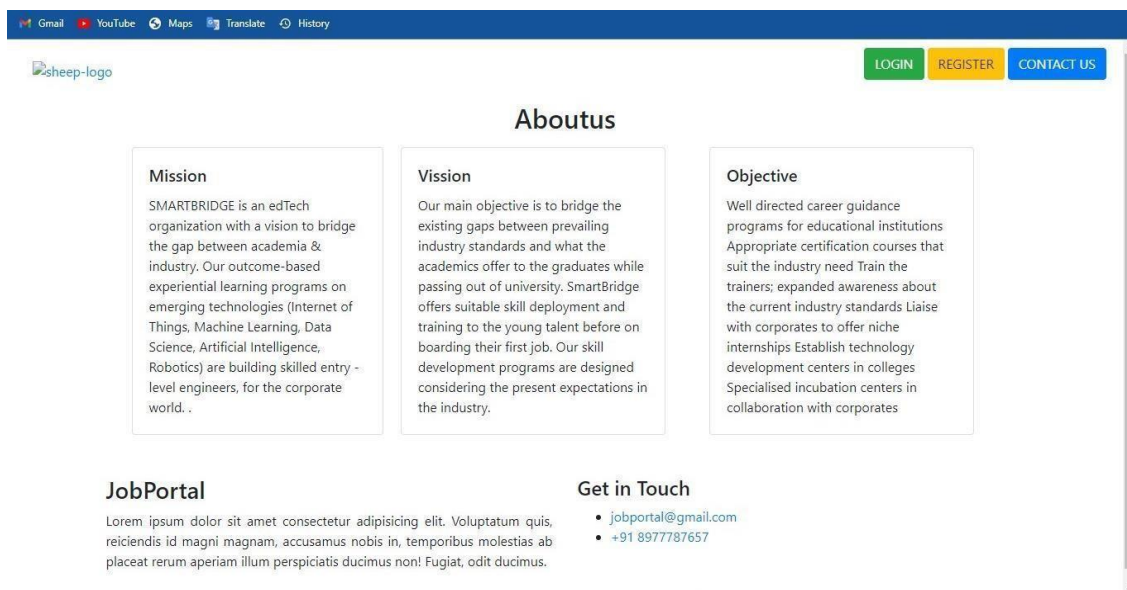 Gmail YouTube Maps Translate History
sheep-logo
LOGIN REGISTER CONTACT US
Aboutus
Mission
SMARTBRIDGE is an edTech
organization with a vision to bridge
the gap between academia &
industry. Our outcome-based
experiential learning programs on
emerging technologies (Internet of
Things, Machine Learning, Data
Science, Artificial Intelligence,
Robotics) are building skilled entry -
level engineers, for the corporate
world. .
Vission
Our main objective is to bridge the
existing gaps between prevailing
industry standards and what the
academics offer to the graduates while
passing out of university. SmartBridge
offers suitable skill deployment and
training to the young talent before on
boarding their first job. Our skill
development programs are designed
considering the present expectations in
the industry.
Objective
Well directed career guidance
programs for educational institutions
Appropriate certification courses that
suit the industry need Train the
trainers; expanded awareness about
the current industry standards Liaise
with corporates to offer niche
internships Establish technology
development centers in colleges
Specialised incubation centers in
collaboration with corporates
JobPortal
Lorem ipsum dolor sit amet consectetur adipisicing elit. Voluptatum quis,
reiciendis id magni magnam, accusamus nobis in, temporibus molestias ab
placeat rerum aperiam illum perspiciatis ducimus non! Fugiat, odit ducimus.
Get in Touch
jobportal@gmail.com
+91 8977787657